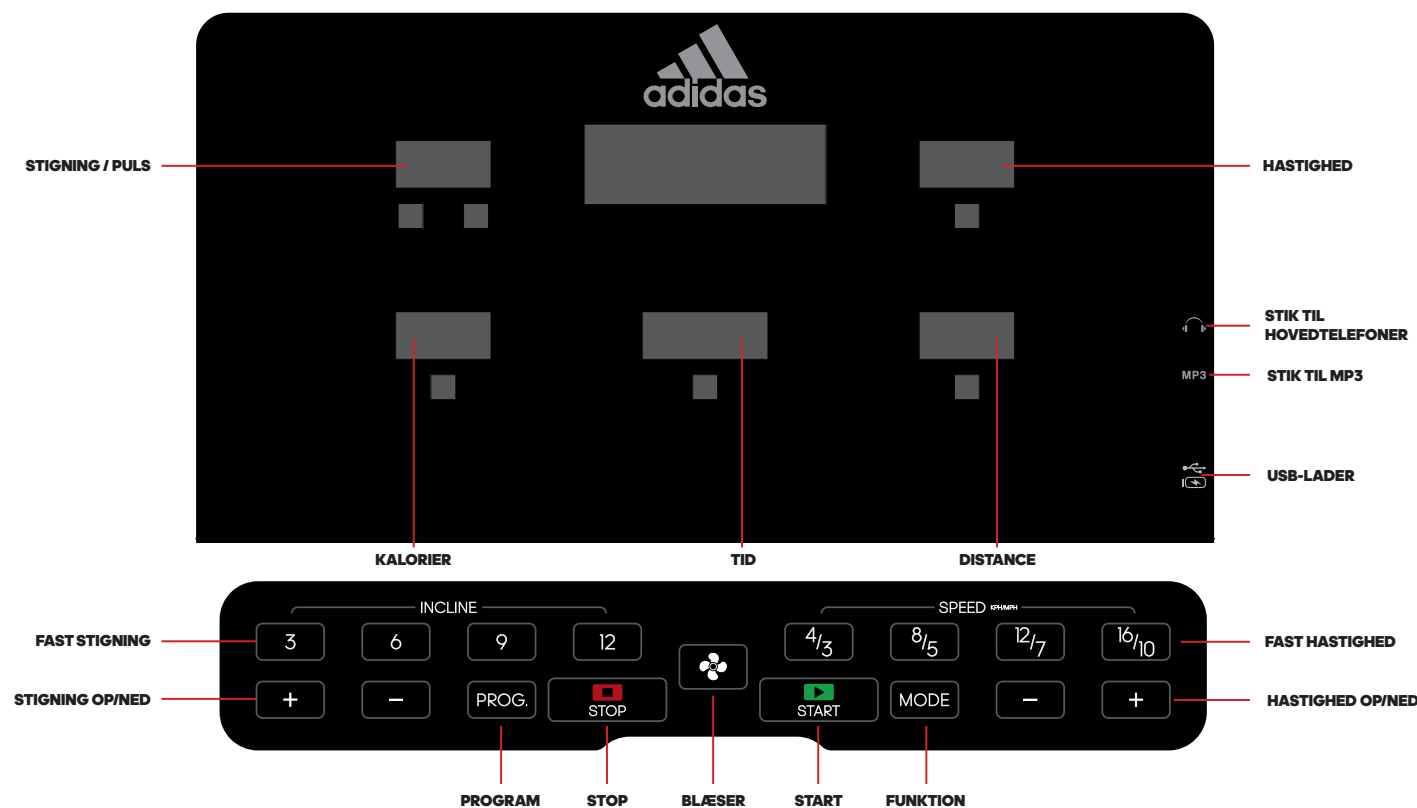 adidas
STIGNING / PULS
HASTIGHED
STIK TIL
HOVEDTELEFONER
MP3
STIK TIL MP3
USB-LADER
KALORIER
TID
DISTANCE
INCLINE
SPEED KPH/MPH
FAST STIGNING
3
6
9
12
4/3
8/5
12/7
16/10
FAST HASTIGHED
STIGNING OP/NED
+
−
PROG.
STOP
START
MODE
−
+
HASTIGHED OP/NED
PROGRAM
STOP
BLÆSER
START
FUNKTION